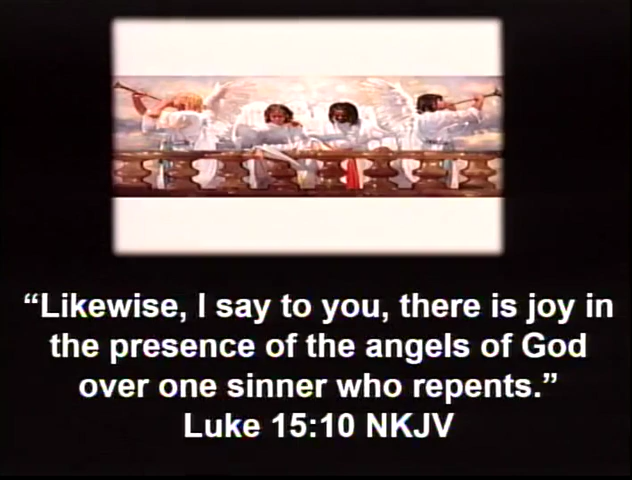 “Likewise, I say to you, there is joy in
the presence of the angels of God
over one sinner who repents.”
Luke 15:10 NKJV